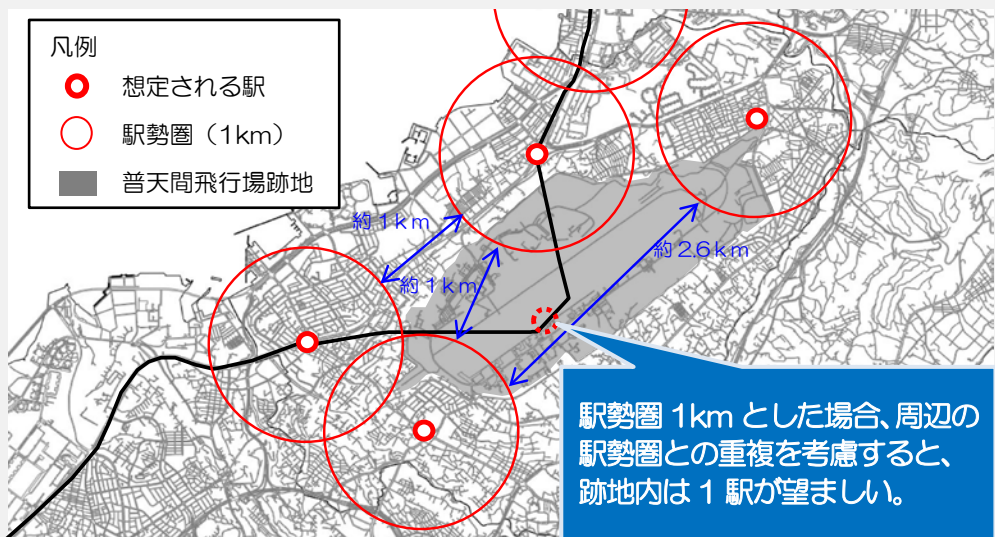 凡例
想定される駅
駅勢圏（1km）
普天間飛行場跡地
約1km
約1km
約2.6km
駅勢圏1kmとした場合、周辺の
駅勢圏との重複を考慮すると、
跡地内は1駅が望ましい。